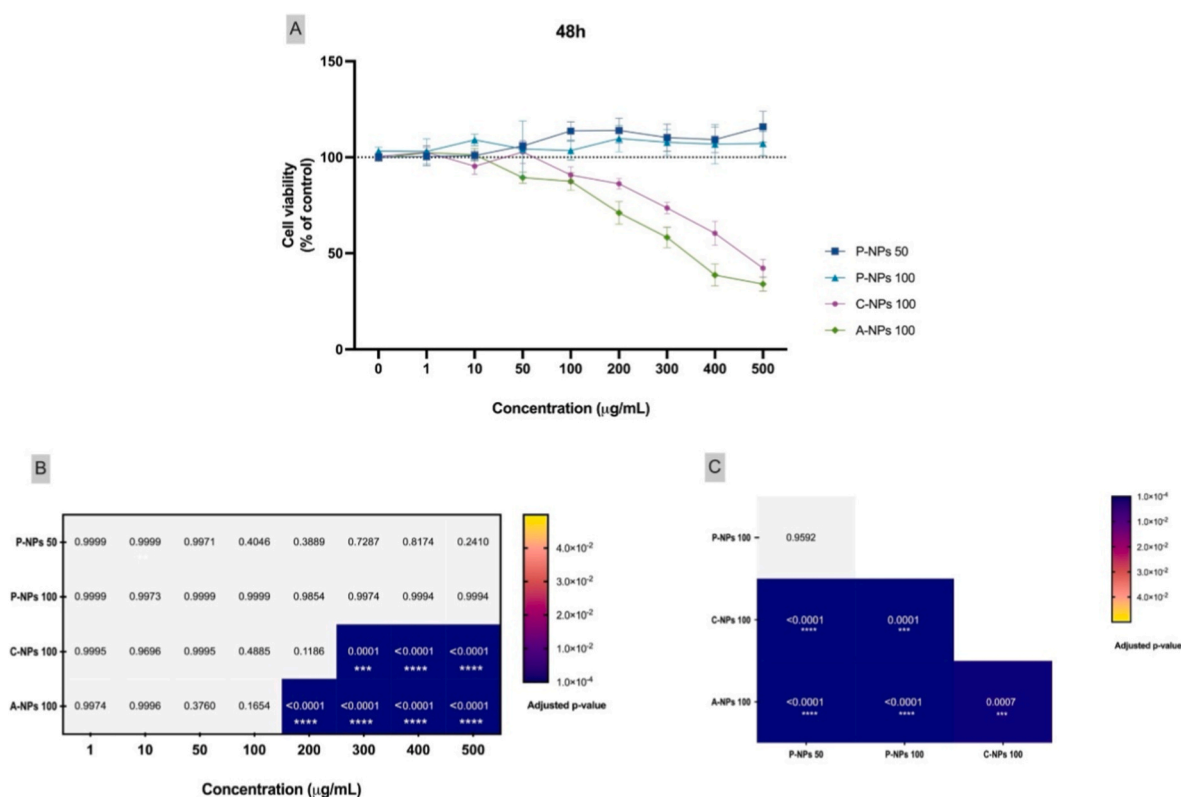 A
48h
150
100
50
0
Cell viability
(% of control)
0 1 10 50 100 200 300 400 500
Concentration (μg/mL)
P-NPs 50
P-NPs 100
C-NPs 100
A-NPs 100
B
P-NPs 50 0.9999 0.9999 0.9971 0.4046 0.3889 0.7287 0.8174 0.2410
P-NPs 100 0.9999 0.9973 0.9999 0.9999 0.9854 0.9974 0.9994 0.9994
C-NPs 100 0.9995 0.9696 0.9995 0.4885 0.1186 0.0001 <0.0001 <0.0001
*** **** ****
A-NPs 100 0.9974 0.9996 0.3760 0.1654 <0.0001 <0.0001 <0.0001 <0.0001
**** **** **** ****
1 10 50 100 200 300 400 500
Concentration (μg/mL)
4.0×10⁻²
3.0×10⁻²
2.0×10⁻²
1.0×10⁻²
1.0×10⁻⁴
Adjusted p-value
C
P-NPs 100 0.9592
C-NPs 100 <0.0001 0.0001
**** ***
A-NPs 100 <0.0001 <0.0001 0.0007
**** **** ***
P-NPs 50 P-NPs 100 C-NPs 100
1.0×10⁻⁴
1.0×10⁻²
2.0×10⁻²
3.0×10⁻²
4.0×10⁻²
Adjusted p-value